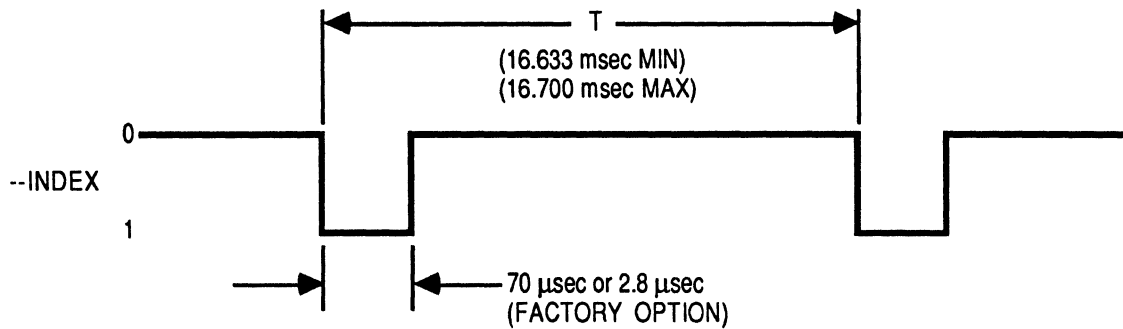 T
(16.633 msec MIN)
(16.700 msec MAX)
0
--INDEX
1
70 μsec or 2.8 μsec
(FACTORY OPTION)